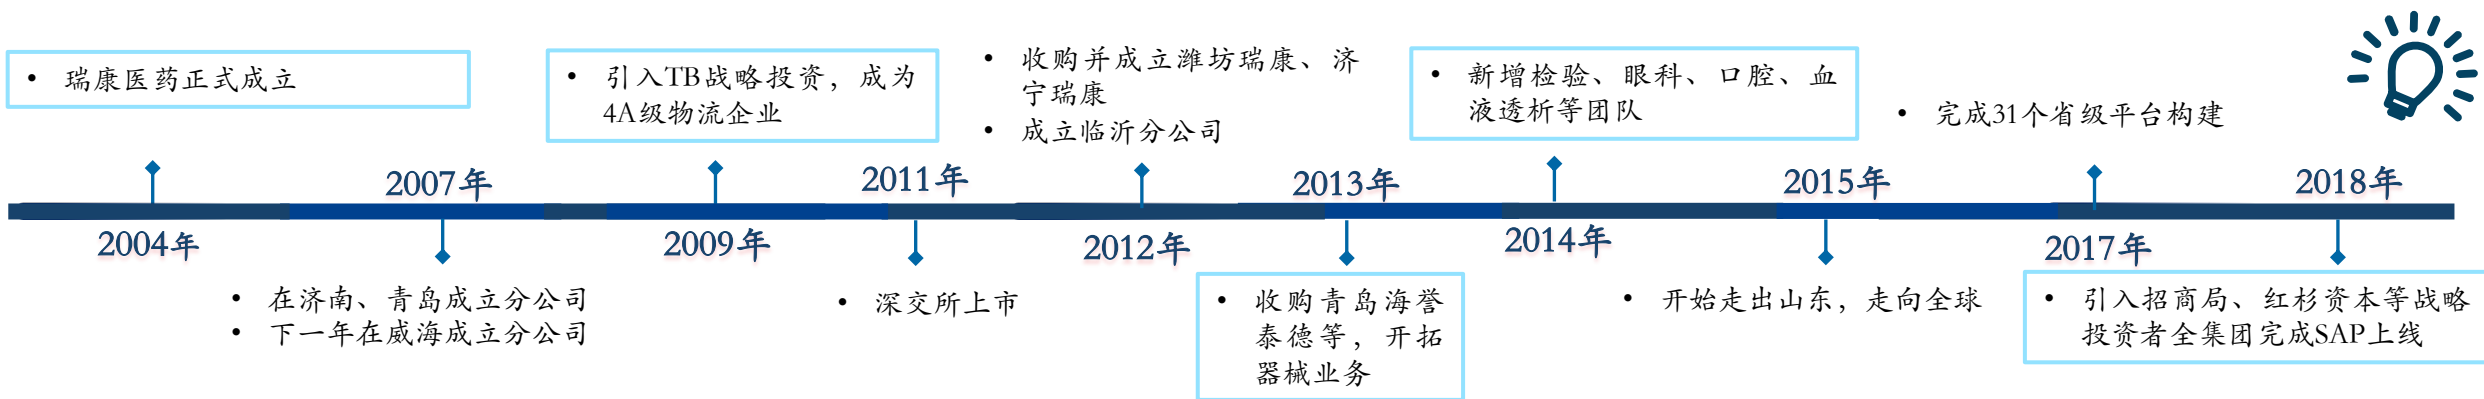 • 瑞康医药正式成立
• 引入TB战略投资，成为
4A级物流企业
• 收购并成立潍坊瑞康、济
宁瑞康
• 成立临沂分公司
• 新增检验、眼科、口腔、血
液透析等团队
• 完成31个省级平台构建
2007年
2011年
2013年
2015年
2018年
2004年
2009年
2012年
2014年
2017年
• 在济南、青岛成立分公司
• 下一年在威海成立分公司
• 深交所上市
• 收购青岛海誉
泰德等，开拓
器械业务
• 开始走出山东，走向全球
• 引入招商局、红杉资本等战略
投资者全集团完成SAP上线